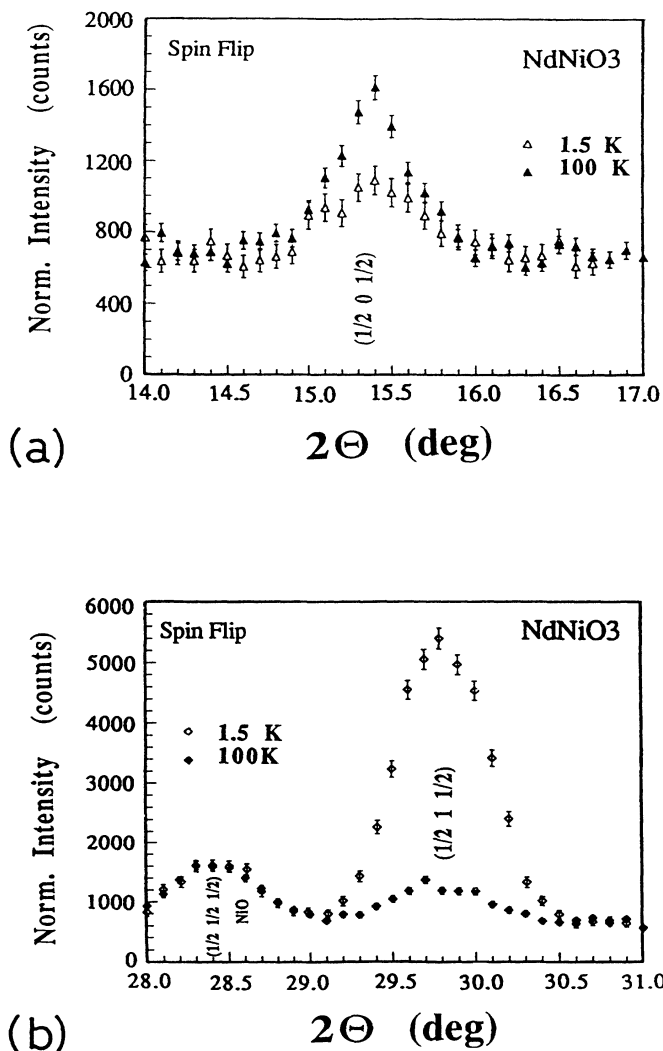 2000
Spin Flip
NdNiO3
1600
△ 1.5 K
▲ 100 K
1200
800
400
0
Norm. Intensity (counts)
(1/2 0 1/2)
14.0 14.5 15.0 15.5 16.0 16.5 17.0
(a)
2Θ (deg)
6000
Spin Flip
NdNiO3
5000
◇ 1.5 K
◆ 100K
4000
3000
2000
1000
0
Norm. Intensity (counts)
(1/2 1/2 1/2)
NiO
(1/2 1 1/2)
28.0 28.5 29.0 29.5 30.0 30.5 31.0
(b)
2Θ (deg)